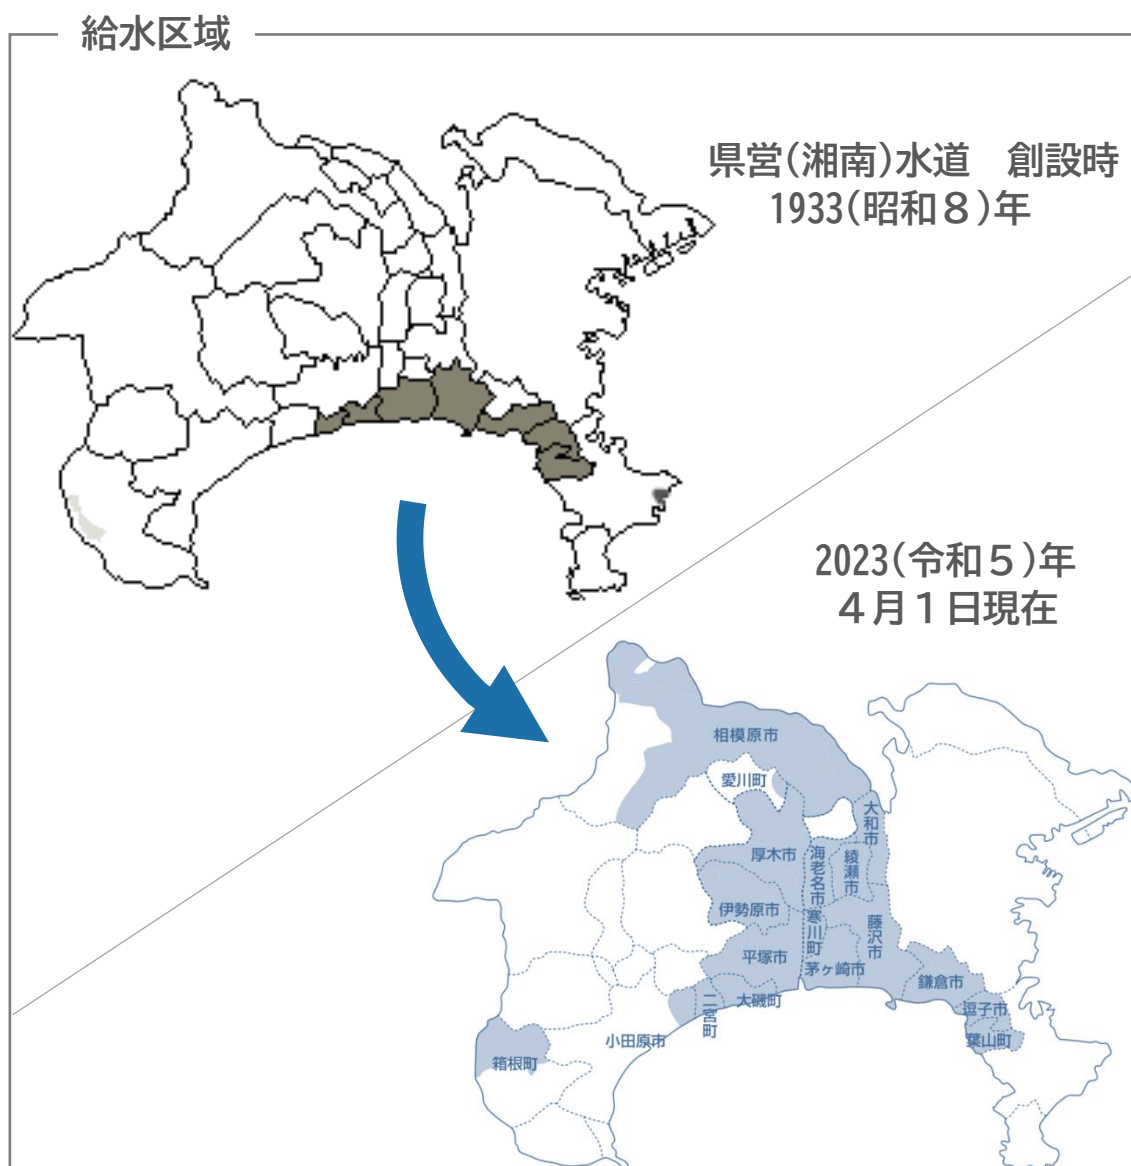 給水区域
県営(湘南)水道　創設時
1933(昭和８)年
2023(令和５)年
４月１日現在
相模原市
愛川町
大和市
厚木市
海老名市
綾瀬市
伊勢原市
寒川町
藤沢市
平塚市
茅ヶ崎市
鎌倉市
大磯町
二宮町
逗子市
小田原市
葉山町
箱根町